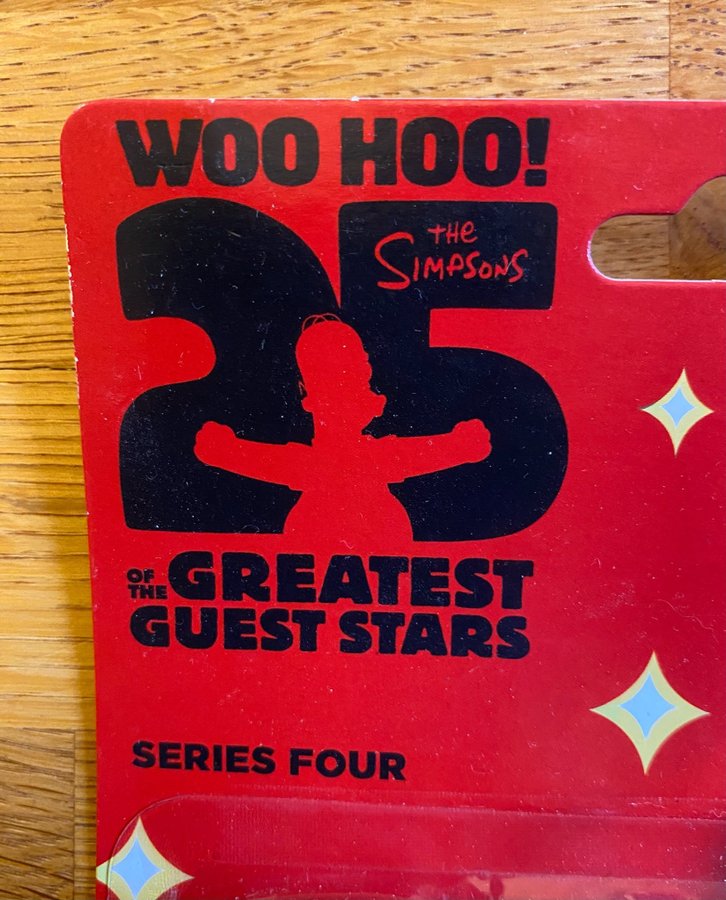 WOO HOO!
25
THE
SIMPSONS
OF
THE GREATEST
GUEST STARS
SERIES FOUR